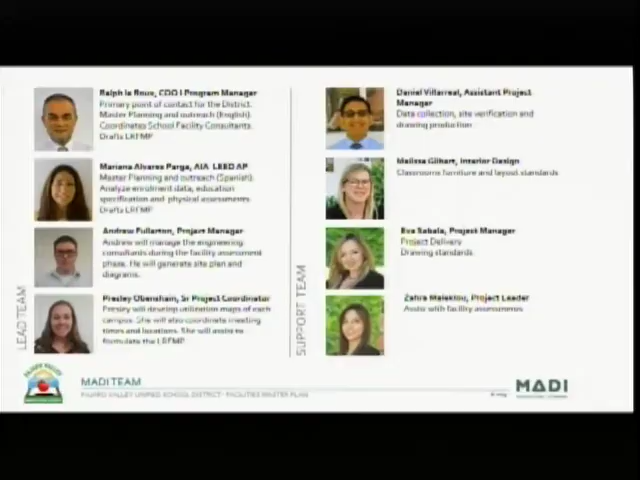 Ralph la Roux, COO I Program Manager
Primary point of contact for the District.
Master Planning and outreach (English).
Coordinates School Facility Consultants.
Drafts LRFMP
Mariana Alvarez Parga, AIA LEED AP
Master Planning and outreach (Spanish).
Analyze enrolment data, education
specification and physical assessments
Drafts LRFMP
Andrew Fullerton, Project Manager
Andrew will manage the engineering
consultants during the facility assessment
phase. He will generate site plan and
diagrams.
Presley Obensham, Sr Project Coordinator
Presley will develop utilization maps of each
campus. She will also coordinate meeting
times and locations. She will assist to
formulate the LRFMP
LEAD TEAM
Daniel Villarreal, Assistant Project
Manager
Data collection, site verification and
drawing production
Melissa Gilhart, Interior Design
Classrooms furniture and layout standards
Eva Sabala, Project Manager
Project Delivery
Drawing standards
Project Leader
Assist with facility assessments
SUPPORT TEAM
PAJARO VALLEY
MADI TEAM
PAJARO VALLEY UNIFIED SCHOOL DISTRICT - FACILITIES MASTER PLAN
MADI